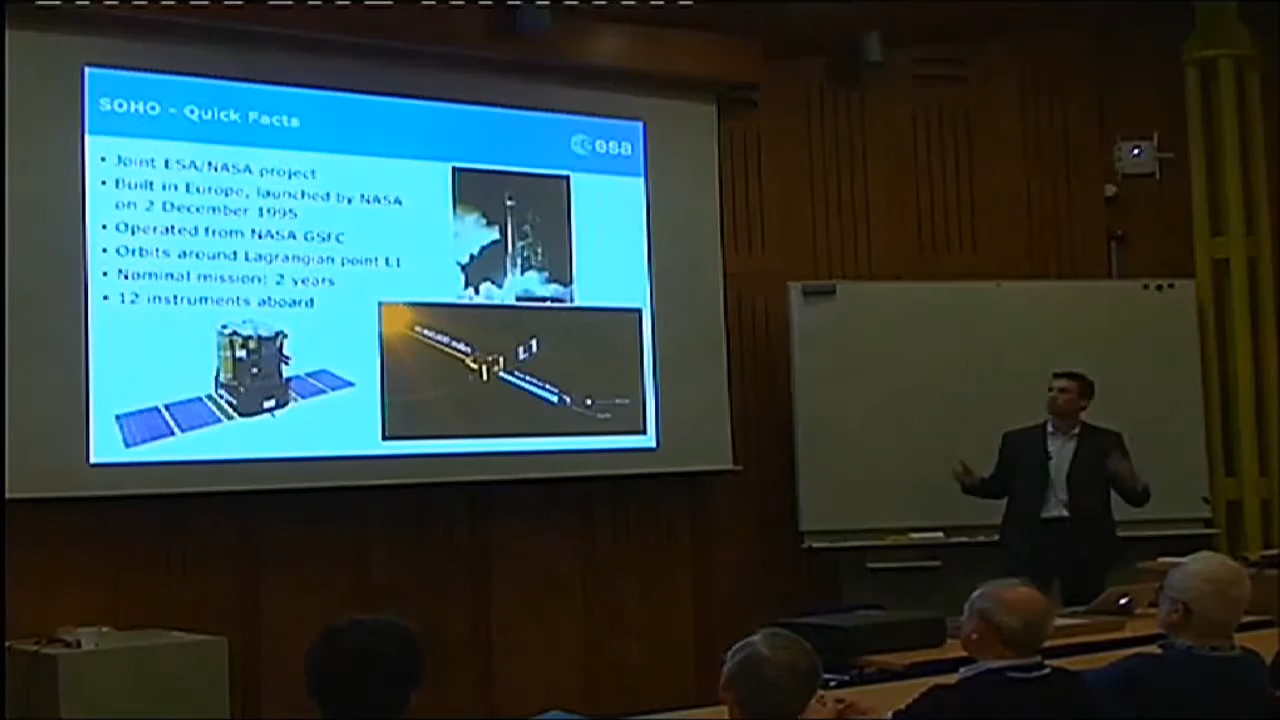 SOHO – Quick Facts
esa
• Joint ESA/NASA project
• Built in Europe, launched by NASA
on 2 December 1995
• Operated from NASA GSFC
• Orbits around Lagrangian point L1
• Nominal mission: 2 years
• 12 instruments aboard
L1